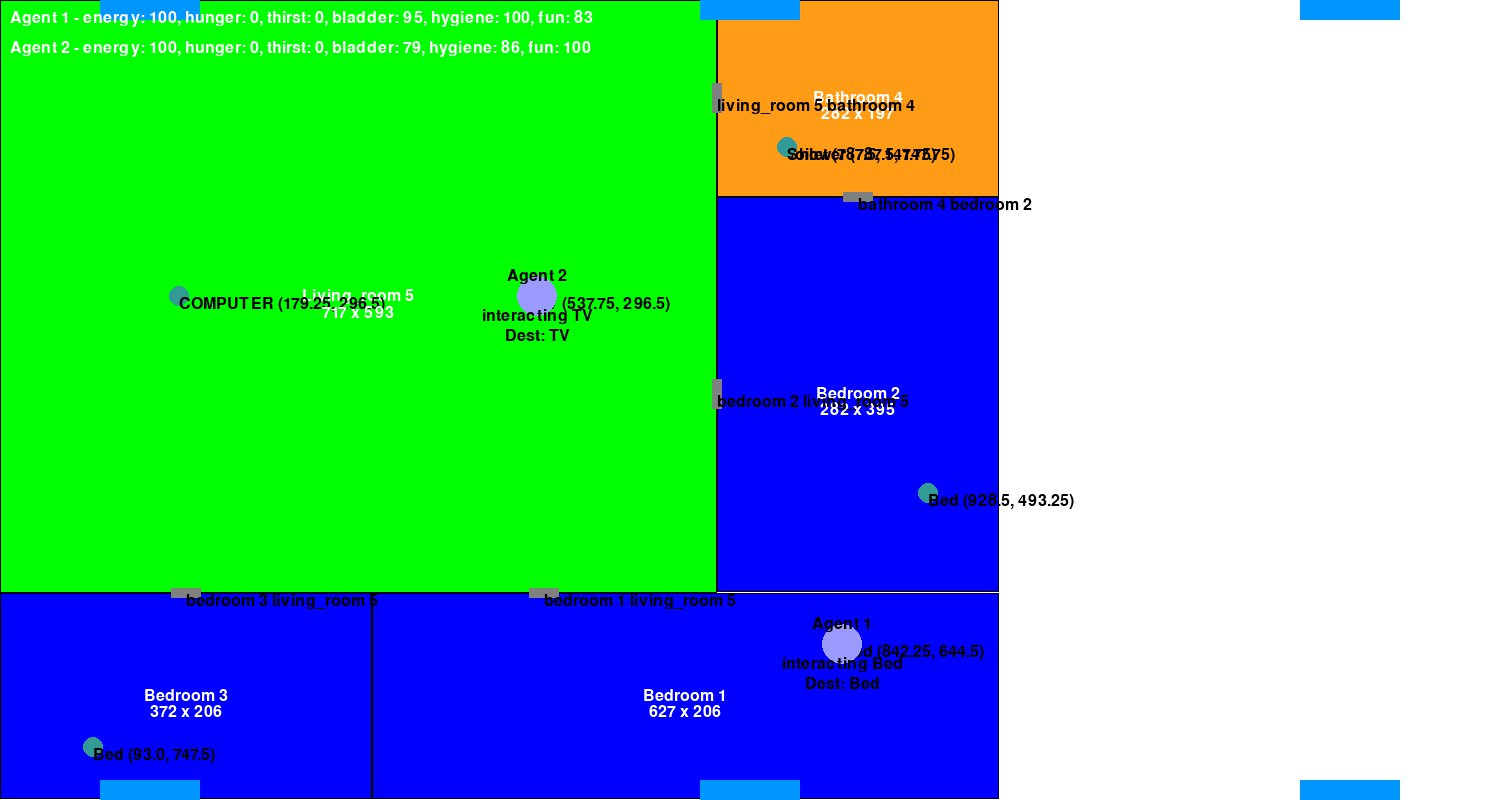 Agent 1 - energy: 100, hunger: 0, thirst: 0, bladder: 95, hygiene: 100, fun: 83
Agent 2 - energy: 100, hunger: 0, thirst: 0, bladder: 79, hygiene: 86, fun: 100
Bathroom 4
living_room 5 bathroom 4
282 x 197
bathroom 4 bedroom 2
Agent 2
Living_room 5
COMPUTER (179.25, 296.5)
(537.75, 296.5)
717 x 593
interacting TV
Dest: TV
Bedroom 2
bedroom 2 living_room 5
282 x 395
Bed (928.5, 493.25)
bedroom 3 living_room 5
bedroom 1 living_room 5
Agent 1
(842.25, 644.5)
interacting Bed
Dest: Bed
Bedroom 3
372 x 206
Bedroom 1
627 x 206
Bed (93.0, 747.5)